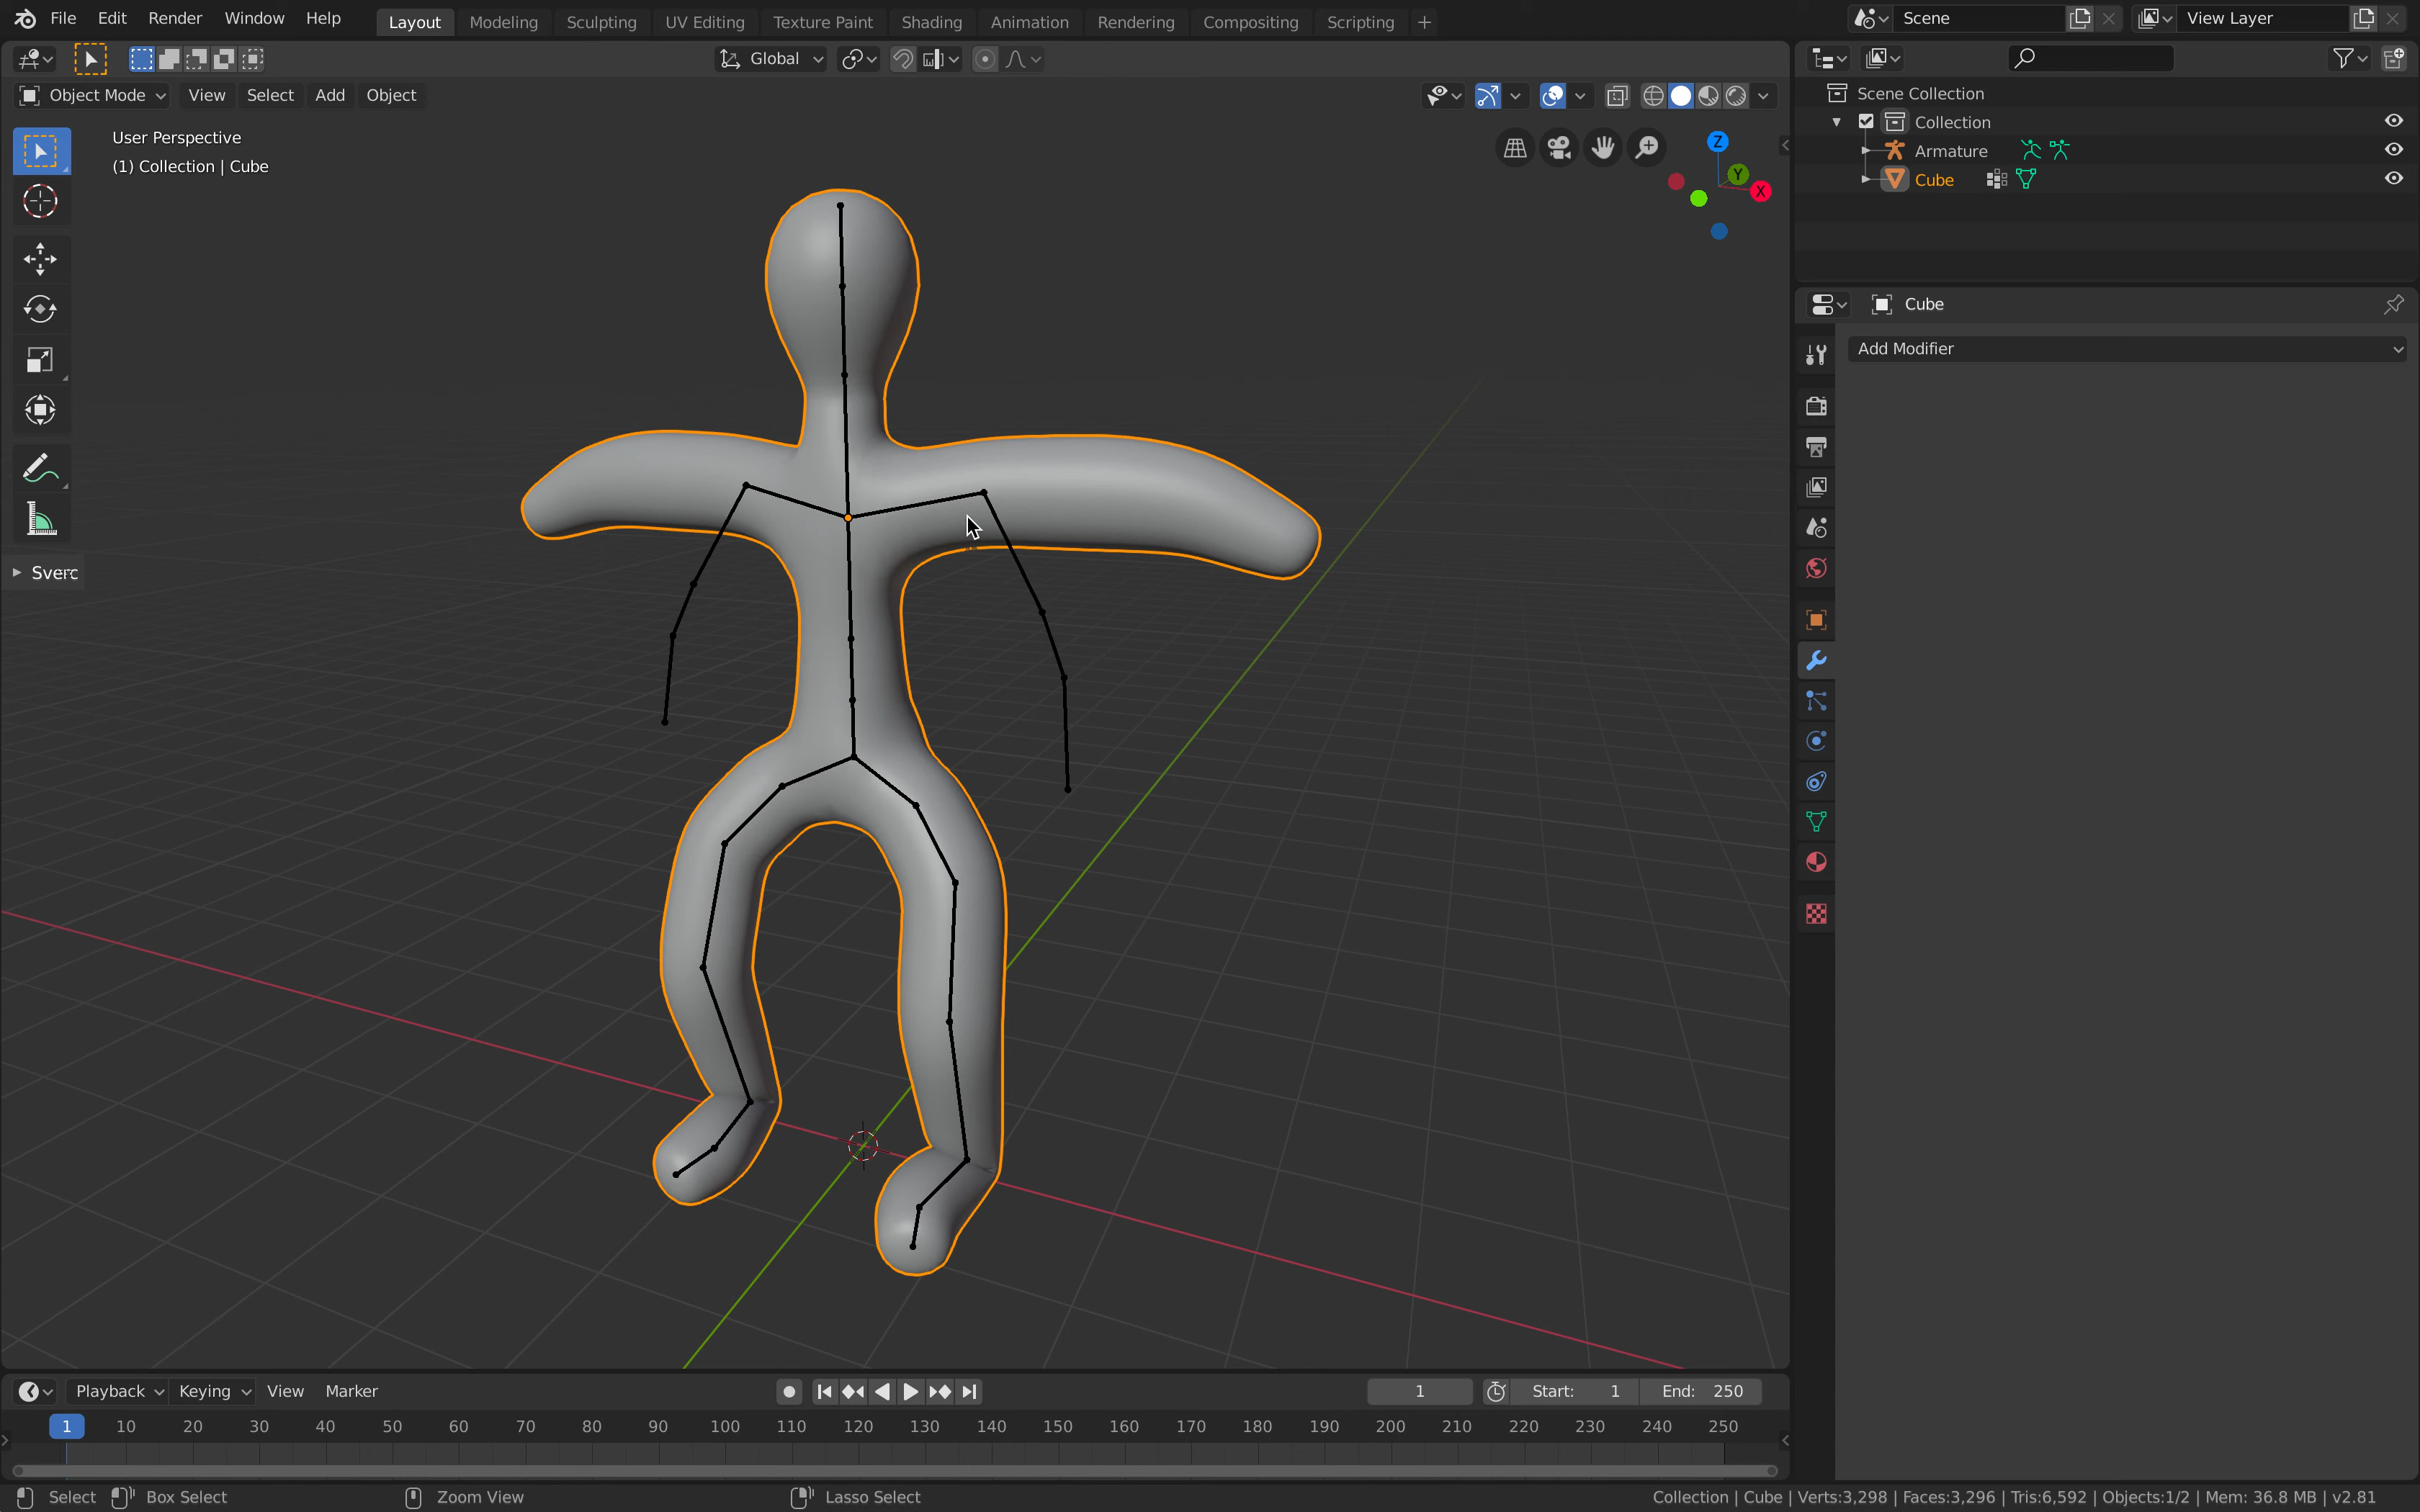 File Edit Render Window Help Layout Modeling Sculpting UV Editing Texture Paint Shading Animation Rendering Compositing Scripting + Scene View Layer
Global
Object Mode View Select Add Object
User Perspective
(1) Collection | Cube
Z
Y
X
Sverc
Scene Collection
Collection
Armature
Cube
Cube
Add Modifier
Playback Keying View Marker 1 Start: 1 End: 250
1 10 20 30 40 50 60 70 80 90 100 110 120 130 140 150 160 170 180 190 200 210 220 230 240 250
Select Box Select Zoom View Lasso Select Collection | Cube | Verts:3,298 | Faces:3,296 | Tris:6,592 | Objects:1/2 | Mem: 36.8 MB | v2.81